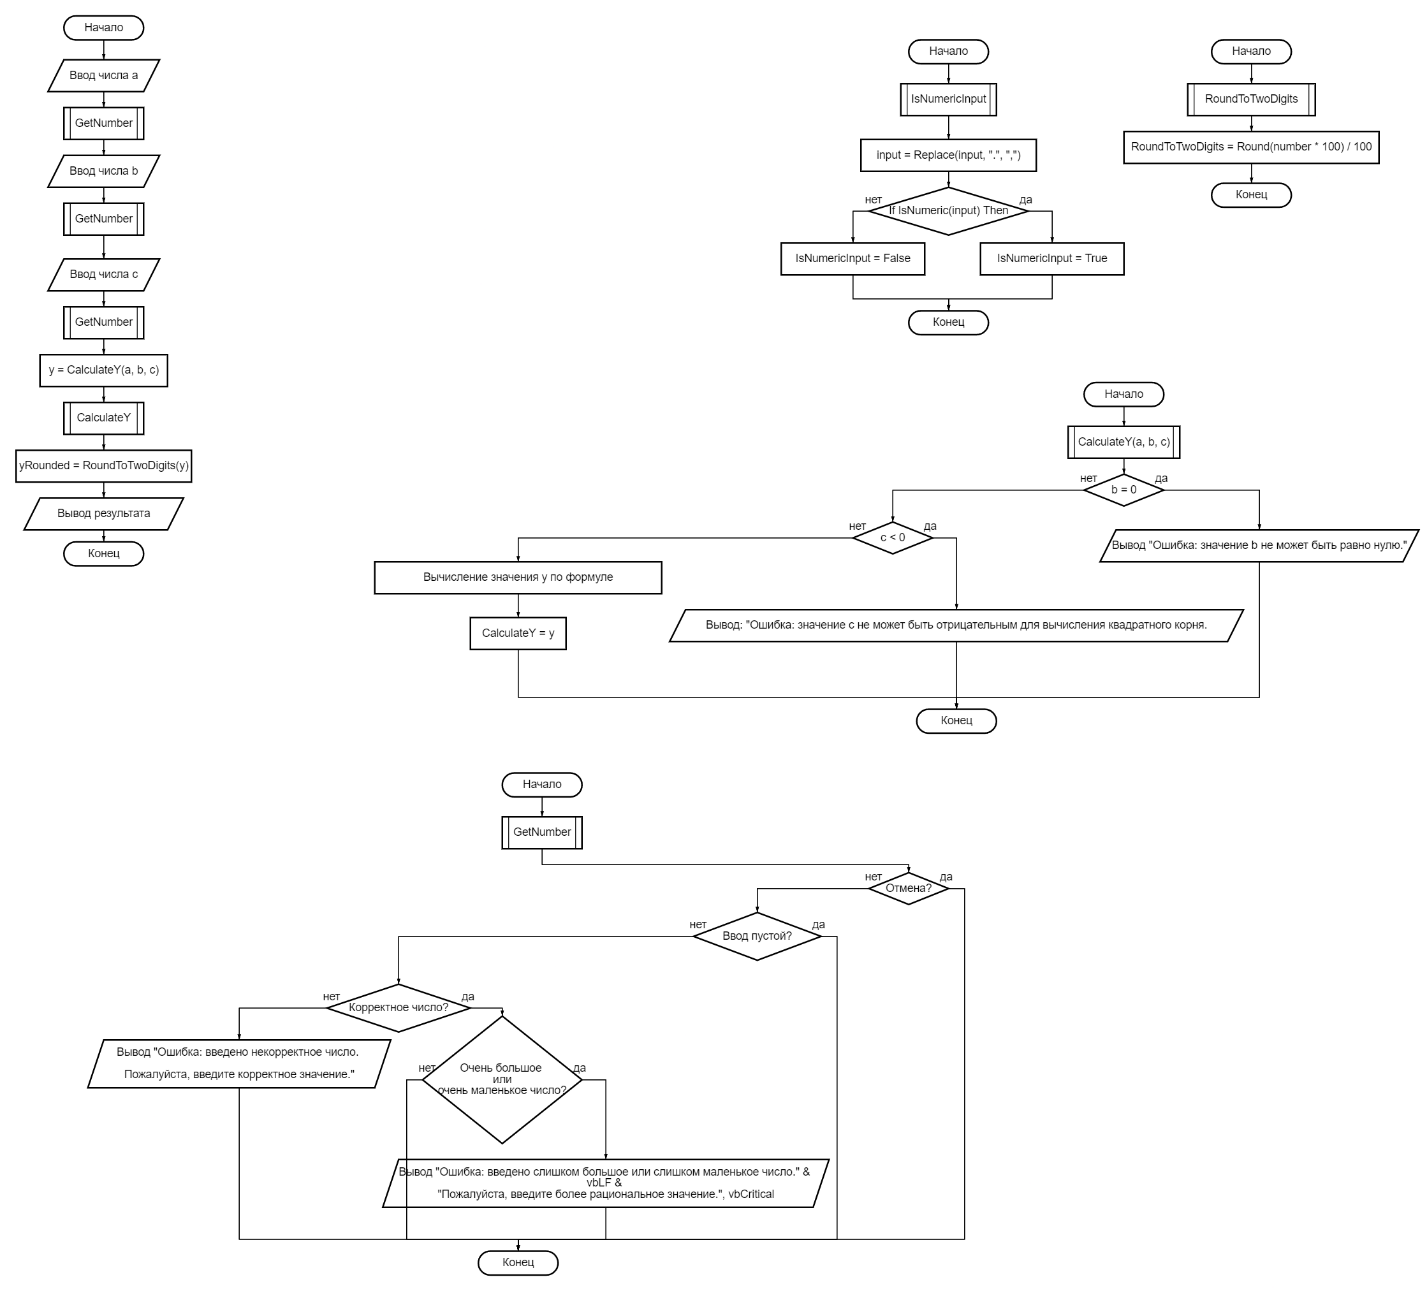 Начало
Ввод числа a
GetNumber
Ввод числа b
GetNumber
Ввод числа c
GetNumber
y = CalculateY(a, b, c)
CalculateY
yRounded = RoundToTwoDigits(y)
Вывод результата
Конец
Начало
IsNumericInput
input = Replace(input, ".", ",")
нет
да
If IsNumeric(input) Then
IsNumericInput = False
IsNumericInput = True
Конец
Начало
RoundToTwoDigits
RoundToTwoDigits = Round(number * 100) / 100
Конец
Начало
CalculateY(a, b, c)
нет
да
b = 0
нет
да
c < 0
Вывод "Ошибка: значение b не может быть равно нулю."
Вычисление значения y по формуле
CalculateY = y
Вывод: "Ошибка: значение c не может быть отрицательным для вычисления квадратного корня.
Конец
Начало
GetNumber
нет
да
Отмена?
нет
да
Ввод пустой?
нет
да
Корректное число?
Вывод "Ошибка: введено некорректное число.
Пожалуйста, введите корректное значение."
нет
да
Очень большое
или
очень маленькое число?
Вывод "Ошибка: введено слишком большое или слишком маленькое число." &
vbLF &
"Пожалуйста, введите более рациональное значение.", vbCritical
Конец